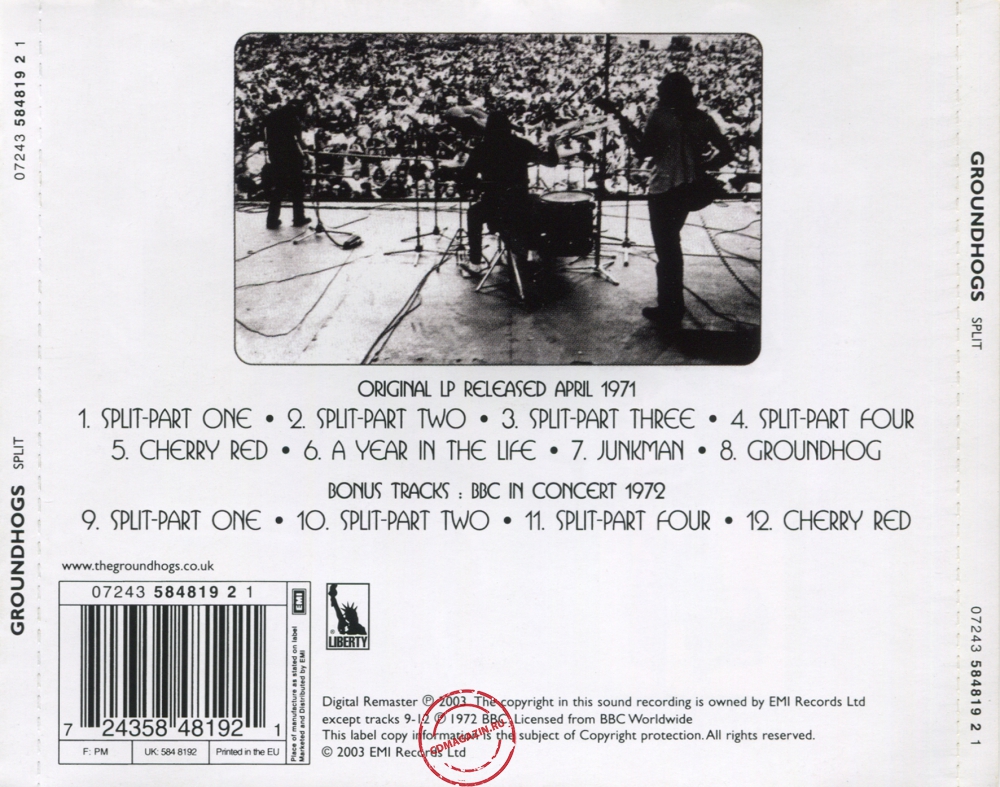 07243 584819 2 1
GROUNDHOGS SPLIT
ORIGINAL LP RELEASED APRIL 1971
1. SPLIT-PART ONE • 2. SPLIT-PART TWO • 3. SPLIT-PART THREE • 4. SPLIT-PART FOUR
5. CHERRY RED • 6. A YEAR IN THE LIFE • 7. JUNKMAN • 8. GROUNDHOG
BONUS TRACKS : BBC IN CONCERT 1972
9. SPLIT-PART ONE • 10. SPLIT-PART TWO • 11. SPLIT-PART FOUR • 12. CHERRY RED
www.thegroundhogs.co.uk
07243 584819 2 1
EMI
Place of manufacture as stated on label
Marketed and Distributed by EMI
7 24358 48192 1
F: PM
UK: 584 8192
Printed in the EU
® LIBERTY
Digital Remaster ℗ 2003 The copyright in this sound recording is owned by EMI Records Ltd
except tracks 9-12 ℗ 1972 BBC. Licensed from BBC Worldwide
This label copy information is the subject of Copyright protection. All rights reserved.
© 2003 EMI Records Ltd
CDMAGAZIN.RU
GROUNDHOGS SPLIT
07243 584819 2 1